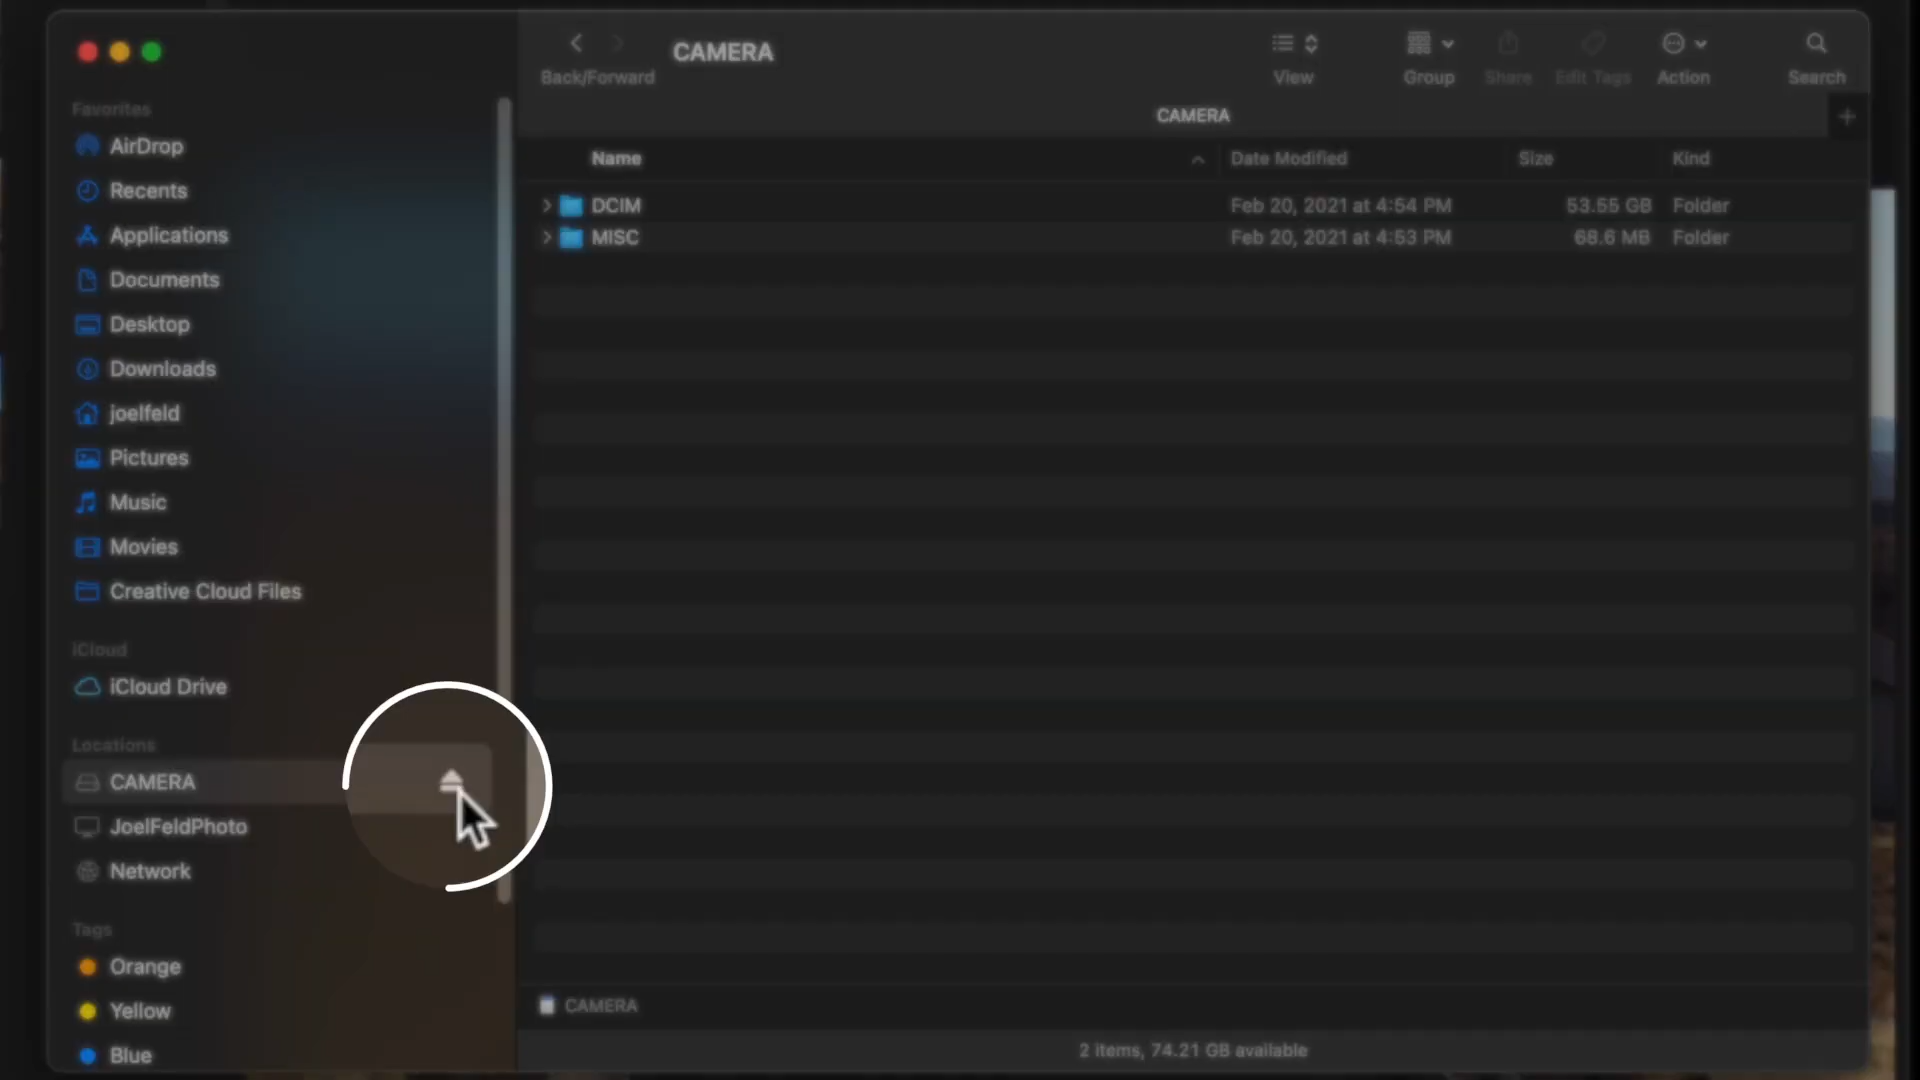 Back/Forward
CAMERA
View
Group
Share
Edit Tags
Action
Search
CAMERA
Favorites
AirDrop
Recents
Applications
Documents
Desktop
Downloads
joelfeld
Pictures
Music
Movies
Creative Cloud Files
iCloud
iCloud Drive
Locations
CAMERA
JoelFeldPhoto
Network
Tags
Orange
Yellow
Blue
Name Date Modified Size Kind
DCIM Feb 20, 2021 at 4:54 PM 53.55 GB Folder
MISC Feb 20, 2021 at 4:53 PM 68.6 MB Folder
CAMERA
2 items, 74.21 GB available